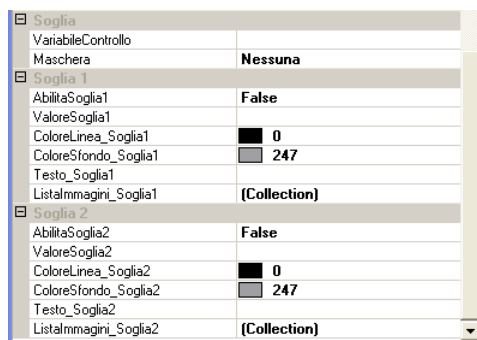 Soglia
VariabileControllo
Maschera Nessuna
Soglia 1
AbilitaSoglia1 False
ValoreSoglia1
ColoreLinea_Soglia1 0
ColoreSfondo_Soglia1 247
Testo_Soglia1
ListaImmagini_Soglia1 (Collection)
Soglia 2
AbilitaSoglia2 False
ValoreSoglia2
ColoreLinea_Soglia2 0
ColoreSfondo_Soglia2 247
Testo_Soglia2
ListaImmagini_Soglia2 (Collection)